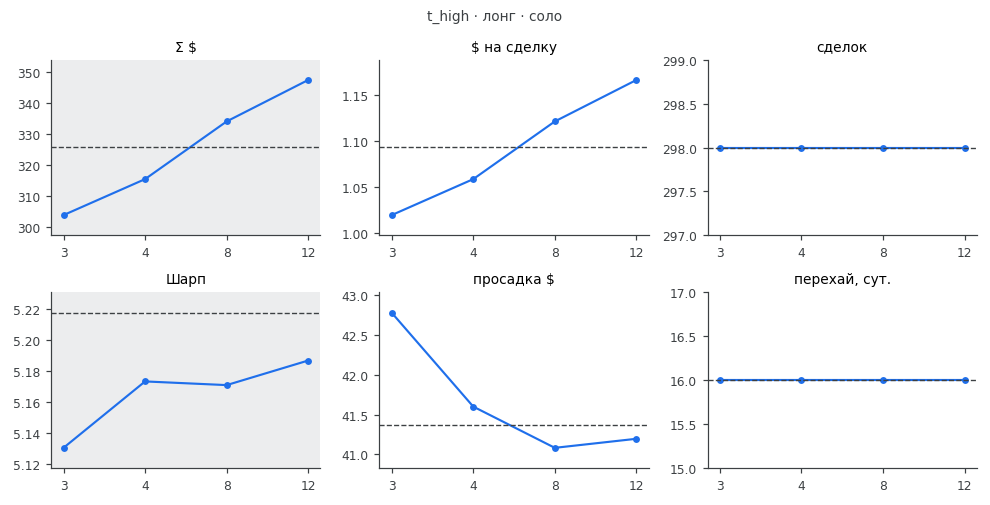 t_high · лонг · соло
Σ $
350
340
330
320
310
300
3 4 8 12
$ на сделку
1.15
1.10
1.05
1.00
3 4 8 12
сделок
299.0
298.5
298.0
297.5
297.0
3 4 8 12
Шарп
5.22
5.20
5.18
5.16
5.14
5.12
3 4 8 12
просадка $
43.0
42.5
42.0
41.5
41.0
3 4 8 12
перехай, сут.
17.0
16.5
16.0
15.5
15.0
3 4 8 12